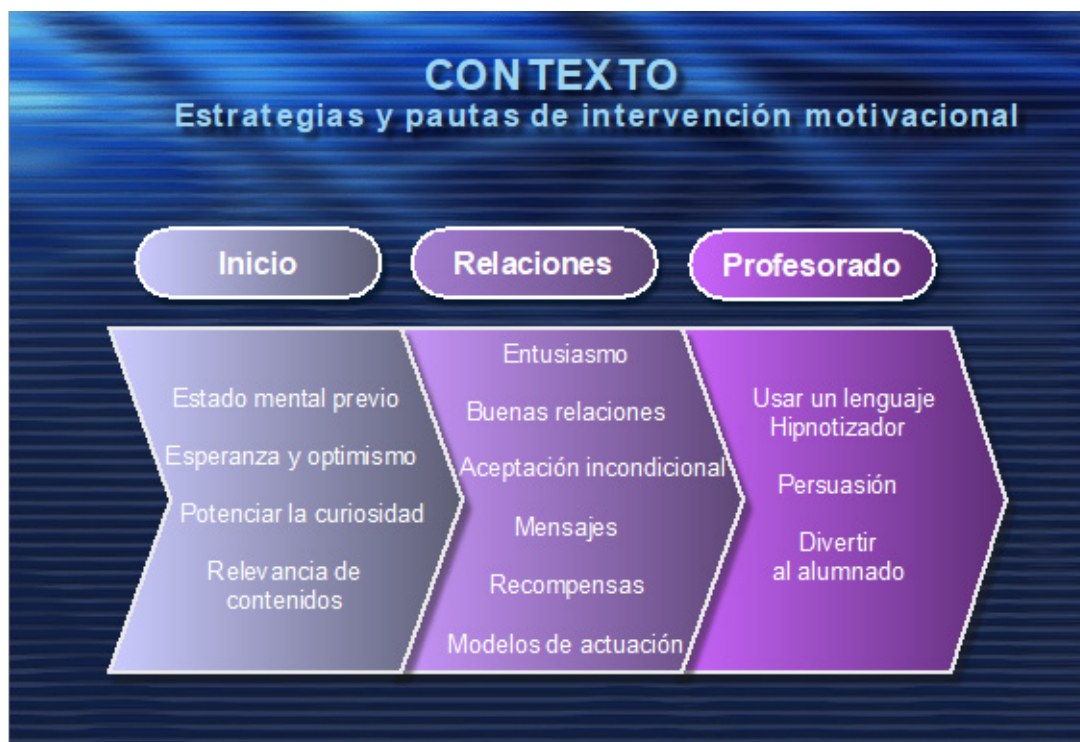 CONTEXTO
Estrategias y pautas de intervención motivacional
Inicio
Estado mental previo
Esperanza y optimismo
Potenciar la curiosidad
Relevancia de
contenidos
Relaciones
Entusiasmo
Buenas relaciones
Aceptación incondicional
Mensajes
Recompensas
Modelos de actuación
Profesorado
Usar un lenguaje
Hipnotizador
Persuasión
Divertir
al alumnado